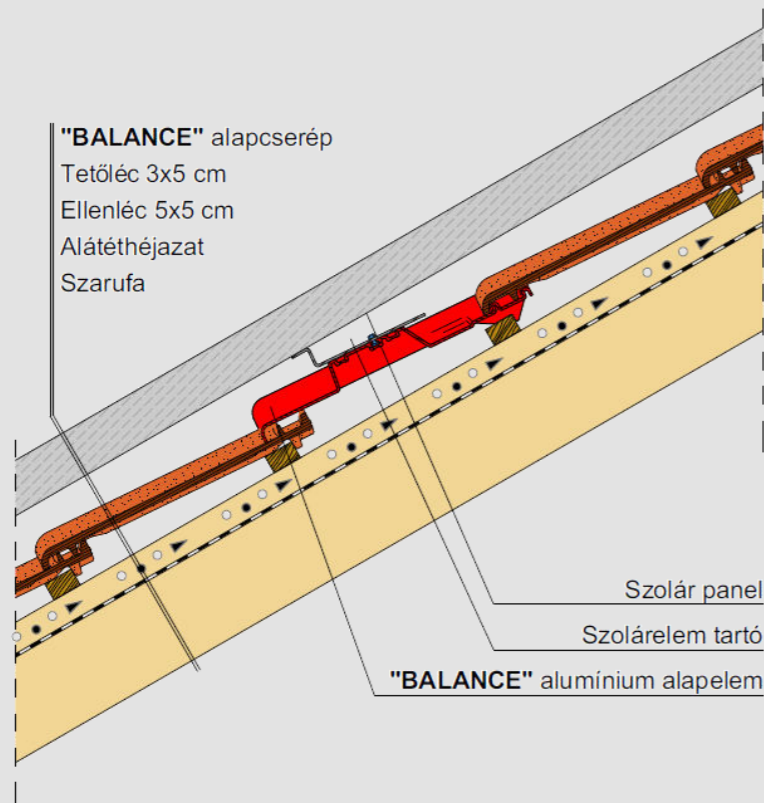 "BALANCE" alapcserép
Tetőléc 3x5 cm
Ellenléc 5x5 cm
Alátéthéjazat
Szarufa
Szolár panel
Szolárelem tartó
"BALANCE" alumínium alapelem